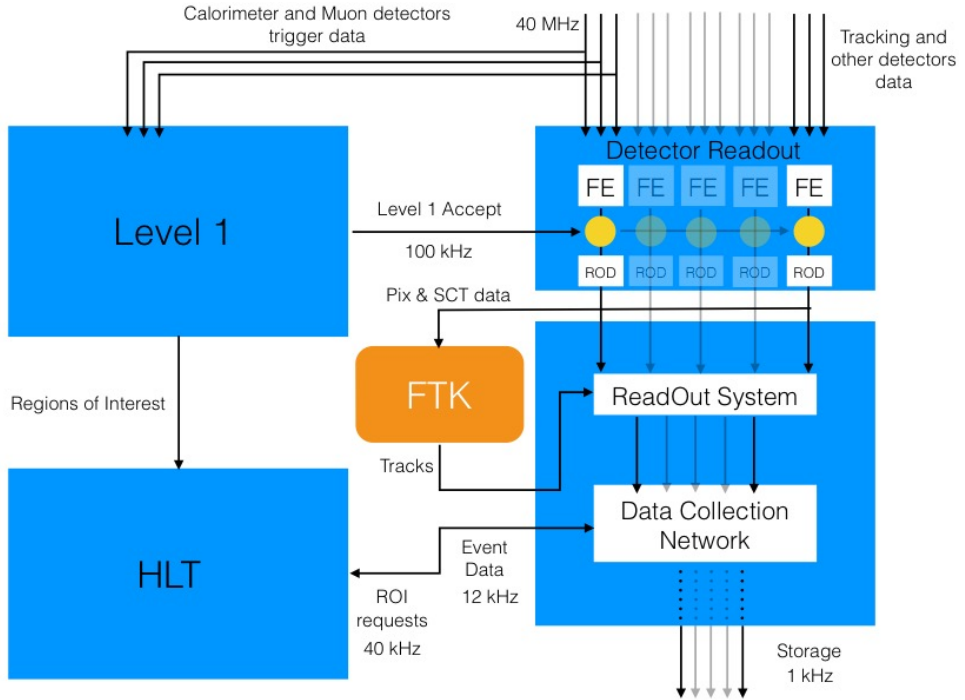 Calorimeter and Muon detectors
trigger data
40 MHz
Tracking and
other detectors
data
Detector Readout
FE FE FE FE FE
Level 1
Level 1 Accept
100 kHz
ROD ROD ROD ROD ROD
Pix & SCT data
FTK
ReadOut System
Regions of Interest
Tracks
Data Collection
Network
HLT
Event
Data
12 kHz
ROI
requests
40 kHz
Storage
1 kHz